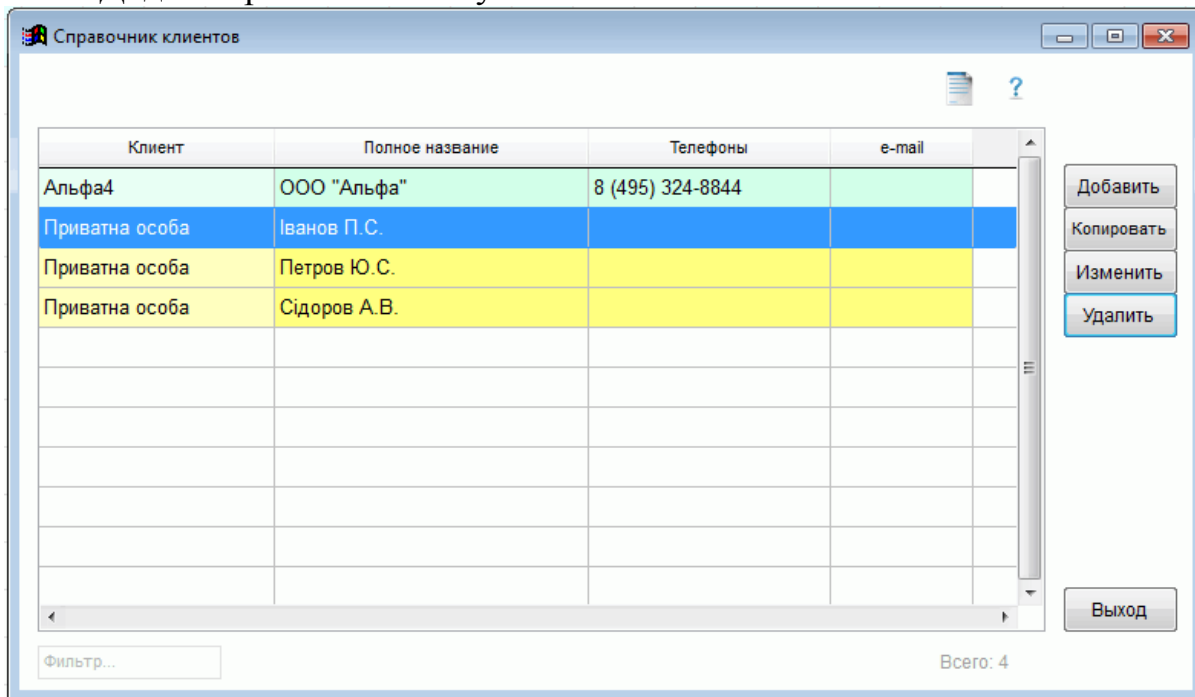 Справочник клиентов
?
Клиент Полное название Телефоны e-mail
Альфа4 ООО "Альфа" 8 (495) 324-8844
Приватна особа Іванов П.С.
Приватна особа Петров Ю.С.
Приватна особа Сідоров А.В.
Добавить
Копировать
Изменить
Удалить
Выход
Фильтр...
Всего: 4